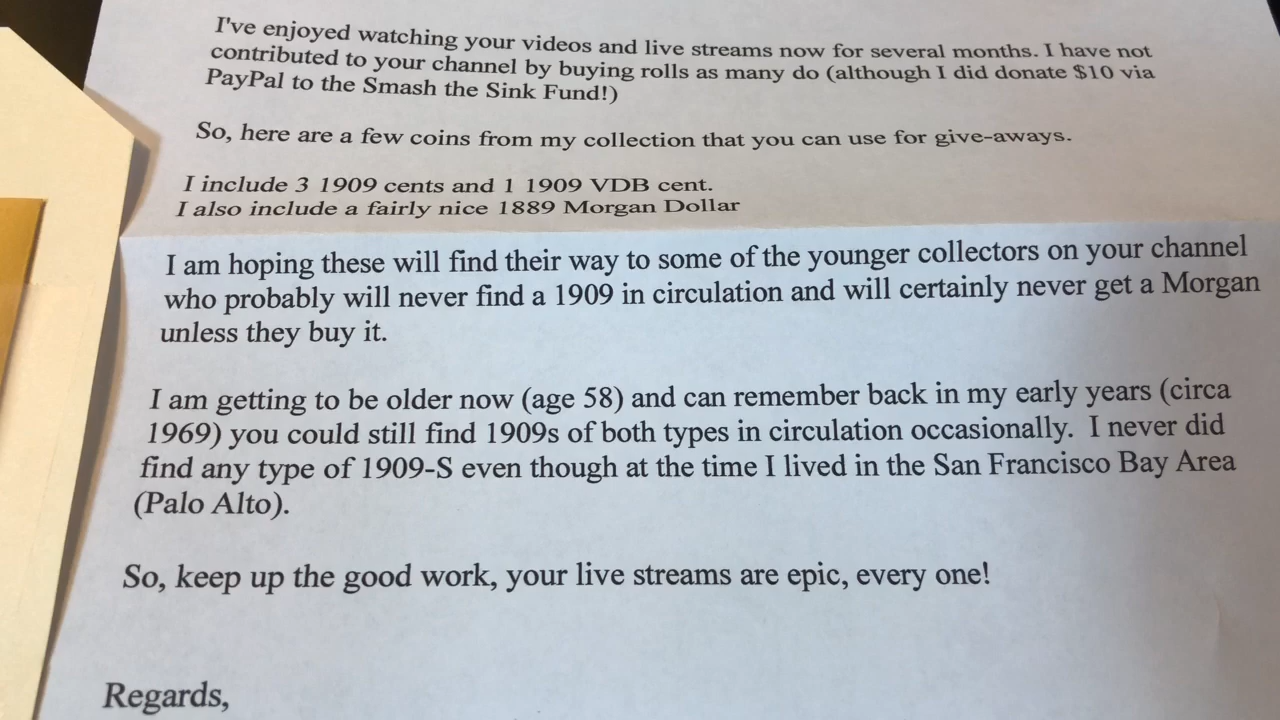 I've enjoyed watching your videos and live streams now for several months. I have not
contributed to your channel by buying rolls as many do (although I did donate $10 via
PayPal to the Smash the Sink Fund!)
So, here are a few coins from my collection that you can use for give-aways.
I include 3 1909 cents and 1 1909 VDB cent.
I also include a fairly nice 1889 Morgan Dollar
I am hoping these will find their way to some of the younger collectors on your channel
who probably will never find a 1909 in circulation and will certainly never get a Morgan
unless they buy it.
I am getting to be older now (age 58) and can remember back in my early years (circa
1969) you could still find 1909s of both types in circulation occasionally.  I never did
find any type of 1909-S even though at the time I lived in the San Francisco Bay Area
(Palo Alto).
So, keep up the good work, your live streams are epic, every one!
Regards,